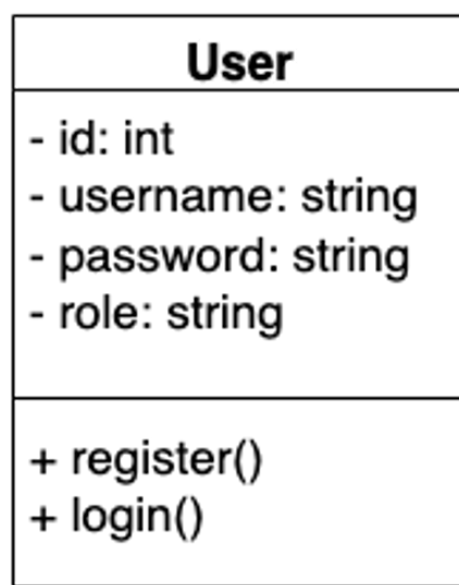 User
- id: int
- username: string
- password: string
- role: string
+ register()
+ login()